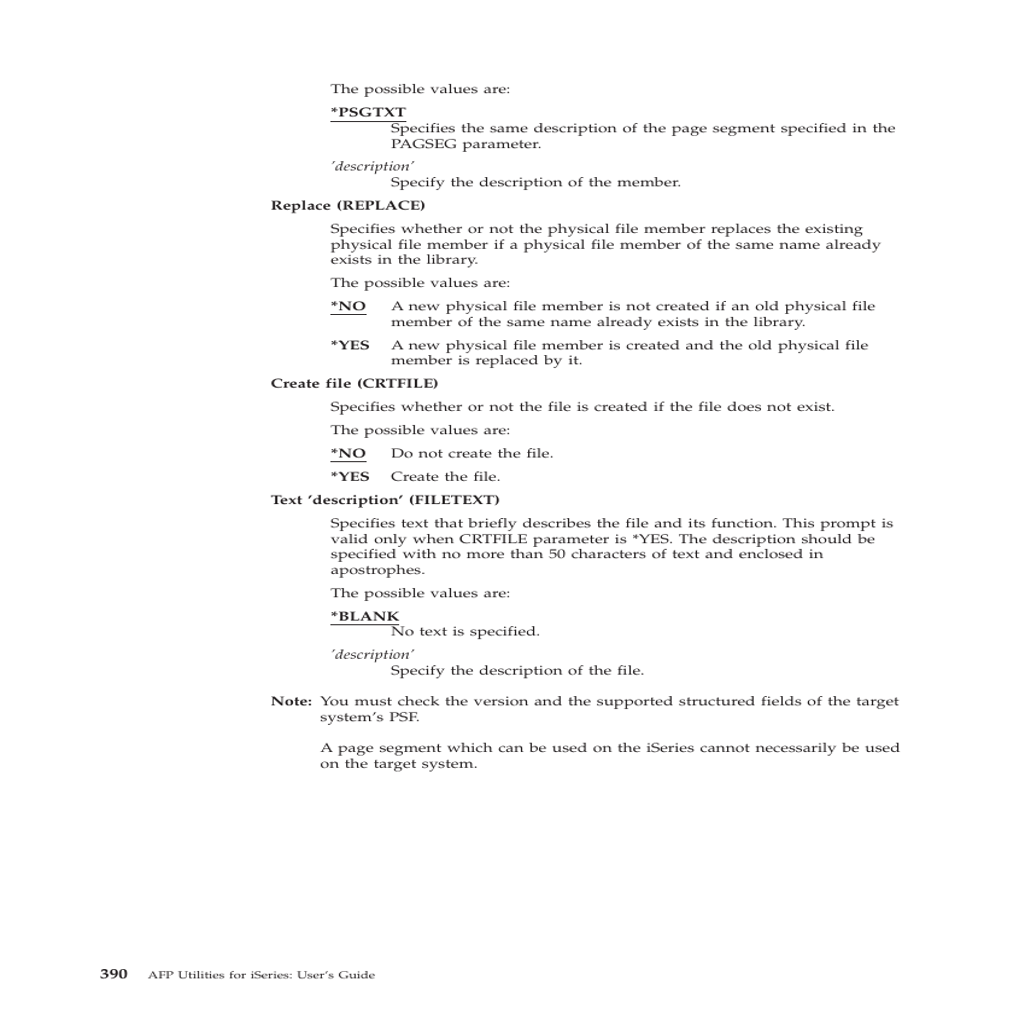 The possible values are:
*PSGTXT
Specifies the same description of the page segment specified in the
PAGSEG parameter.
’description’
Specify the description of the member.
Replace (REPLACE)
Specifies whether or not the physical file member replaces the existing
physical file member if a physical file member of the same name already
exists in the library.
The possible values are:
*NO A new physical file member is not created if an old physical file
member of the same name already exists in the library.
*YES A new physical file member is created and the old physical file
member is replaced by it.
Create file (CRTFILE)
Specifies whether or not the file is created if the file does not exist.
The possible values are:
*NO Do not create the file.
*YES Create the file.
Text ’description’ (FILETEXT)
Specifies text that briefly describes the file and its function. This prompt is
valid only when CRTFILE parameter is *YES. The description should be
specified with no more than 50 characters of text and enclosed in
apostrophes.
The possible values are:
*BLANK
No text is specified.
’description’
Specify the description of the file.
Note: You must check the version and the supported structured fields of the target
system’s PSF.
A page segment which can be used on the iSeries cannot necessarily be used
on the target system.
390 AFP Utilities for iSeries: User’s Guide